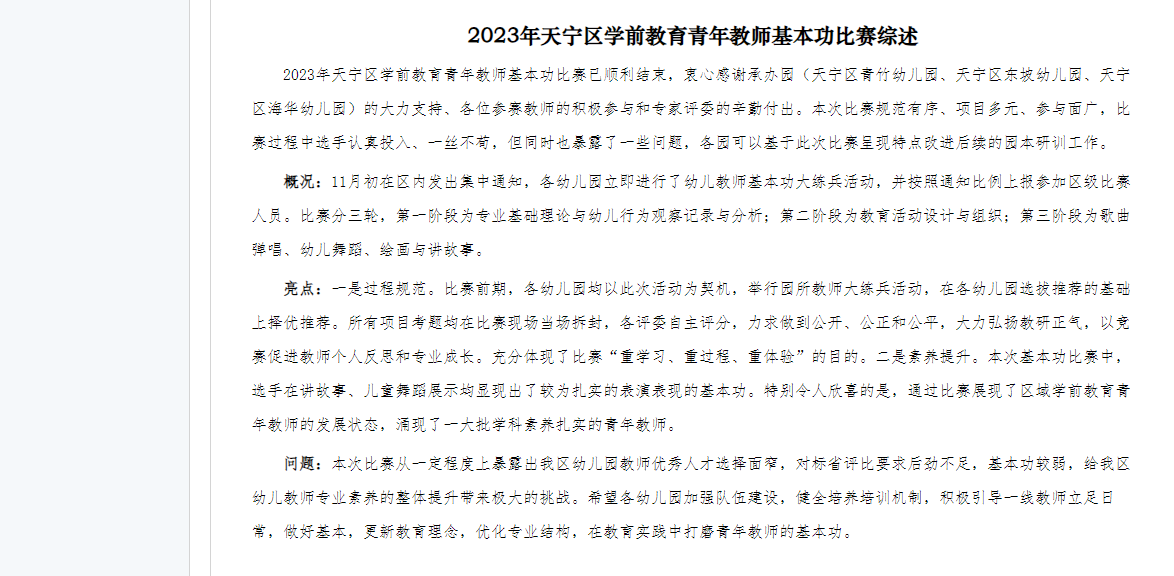 2023年天宁区学前教育青年教师基本功比赛综述
2023年天宁区学前教育青年教师基本功比赛已顺利结束，衷心感谢承办园（天宁区青竹幼儿园、天宁区东坡幼儿园、天宁
区海华幼儿园）的大力支持、各位参赛教师的积极参与和专家评委的辛勤付出。本次比赛规范有序、项目多元、参与面广，比
赛过程中选手认真投入、一丝不苟，但同时也暴露了一些问题，各园可以基于此次比赛呈现特点改进后续的园本研训工作。
概况：11月初在区内发出集中通知，各幼儿园立即进行了幼儿教师基本功大练兵活动，并按照通知比例上报参加区级比赛
人员。比赛分三轮，第一阶段为专业基础理论与幼儿行为观察记录与分析；第二阶段为教育活动设计与组织；第三阶段为歌曲
弹唱、幼儿舞蹈、绘画与讲故事。
亮点：一是过程规范。比赛前期，各幼儿园均以此次活动为契机，举行园所教师大练兵活动，在各幼儿园选拔推荐的基础
上择优推荐。所有项目考题均在比赛现场当场拆封，各评委自主评分，力求做到公开、公正和公平，大力弘扬教研正气，以竞
赛促进教师个人反思和专业成长。充分体现了比赛“重学习、重过程、重体验”的目的。二是素养提升。本次基本功比赛中，
选手在讲故事、儿童舞蹈展示均显现出了较为扎实的表演表现的基本功。特别令人欣喜的是，通过比赛展现了区域学前教育青
年教师的发展状态，涌现了一大批学科素养扎实的青年教师。
问题：本次比赛从一定程度上暴露出我区幼儿园教师优秀人才选择面窄，对标省评比要求后劲不足，基本功较弱，给我区
幼儿教师专业素养的整体提升带来极大的挑战。希望各幼儿园加强队伍建设，健全培养培训机制，积极引导一线教师立足日
常，做好基本，更新教育理念，优化专业结构，在教育实践中打磨青年教师的基本功。